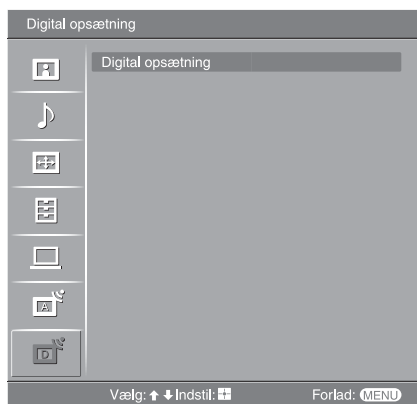 Digital opsætning
Digital opsætning
A
D
Vælg: Indstil: Forlad: MENU